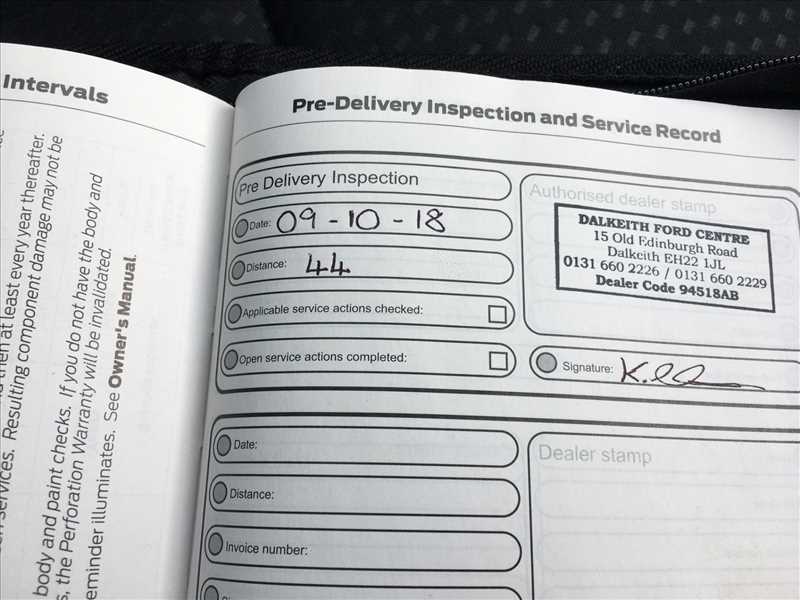 Intervals
then at least every year thereafter.
services. Resulting component damage may not be
body and paint checks. If you do not have the body and
the Perforation Warranty will be invalidated.
reminder illuminates. See Owner's Manual.
Pre-Delivery Inspection and Service Record
Pre Delivery Inspection
Date: 09-10-18
Distance: 44
Applicable service actions checked:
Open service actions completed:
Authorised dealer stamp
DALKEITH FORD CENTRE
15 Old Edinburgh Road
Dalkeith EH22 1JL
0131 660 2226 / 0131 660 2229
Dealer Code 94518AB
Signature:
Date:
Distance:
Invoice number:
Dealer stamp